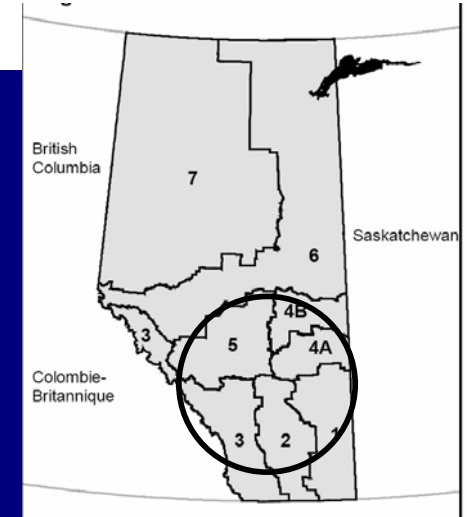 British
Columbia
7
Saskatchewan
6
4B
3
5
4A
Colombie-
Britannique
3
2
1